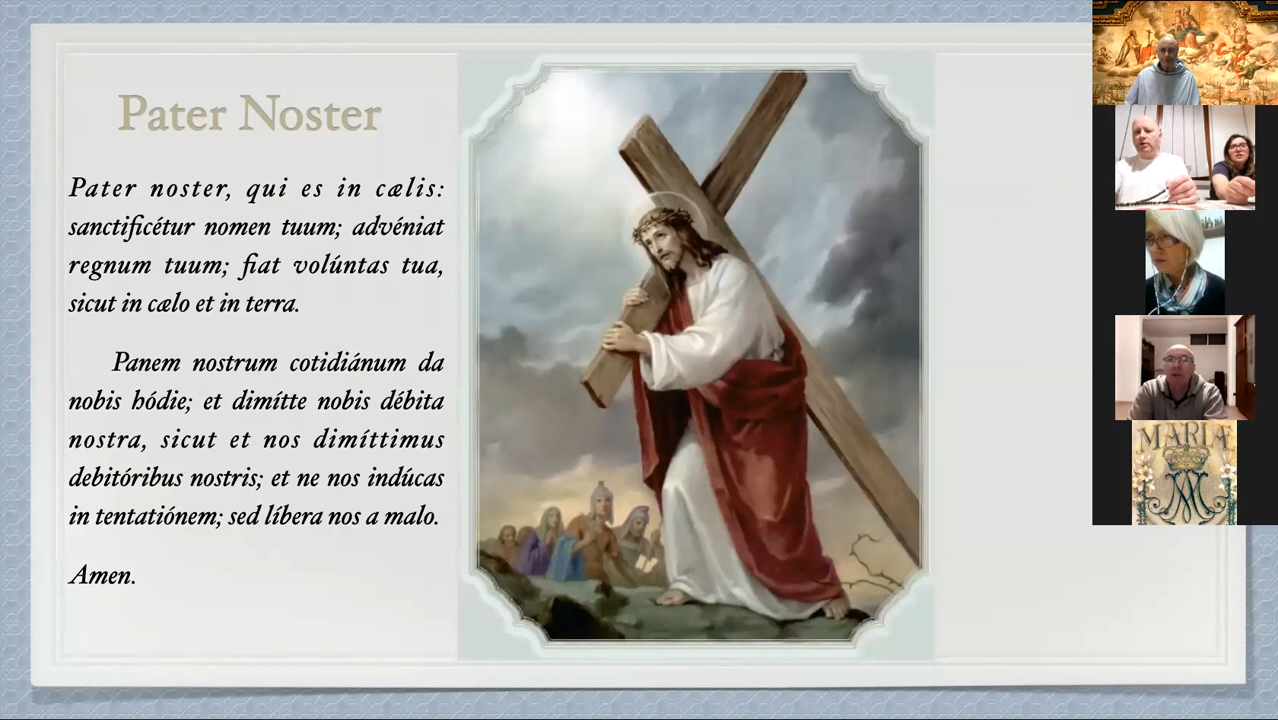 Pater Noster
Pater noster, qui es in cælis:
sanctificétur nomen tuum; advéniat
regnum tuum; fiat volúntas tua,
sicut in cælo et in terra.
Panem nostrum cotidiánum da
nobis hódie; et dimítte nobis débita
nostra, sicut et nos dimíttimus
debitóribus nostris; et ne nos indúcas
in tentatiónem; sed líbera nos a malo.
Amen.
MARIÆ